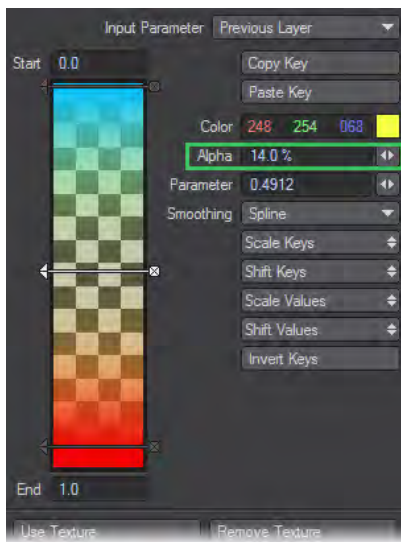 Input Parameter Previous Layer
Start 0.0
Copy Key
Paste Key
Color 248 254 068
Alpha 14.0 %
Parameter 0.4912
Smoothing Spline
Scale Keys
Shift Keys
Scale Values
Shift Values
Invert Keys
End 1.0
Use Texture Remove Texture